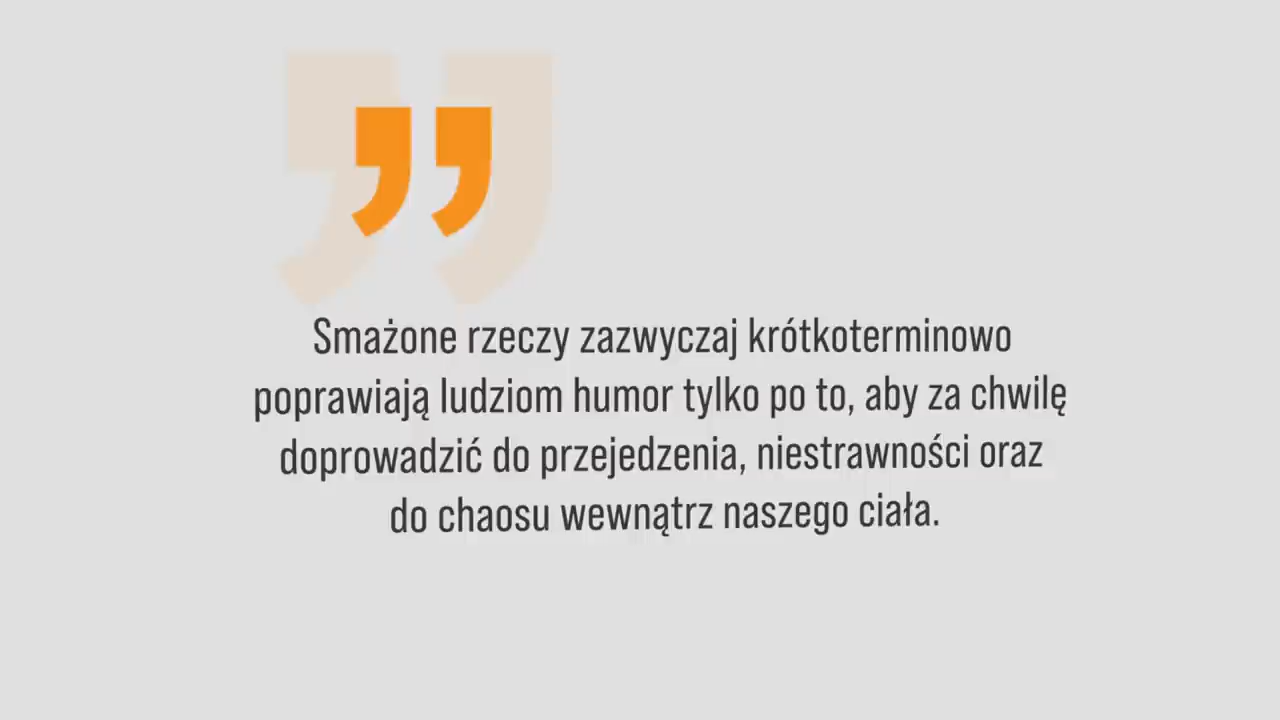 Smażone rzeczy zazwyczaj krótkoterminowo
poprawiają ludziom humor tylko po to, aby za chwilę
doprowadzić do przejedzenia, niestrawności oraz
do chaosu wewnątrz naszego ciała.